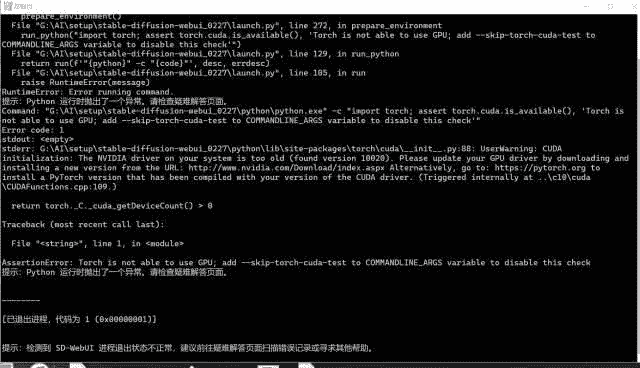 prepare_environment()
File "G:\AI\setup\stable-diffusion-webui_0227\launch.py", line 272, in prepare_environment
run_python("import torch; assert torch.cuda.is_available(), 'Torch is not able to use GPU; add --skip-torch-cuda-test to
COMMANDLINE_ARGS variable to disable this check'")
File "G:\AI\setup\stable-diffusion-webui_0227\launch.py", line 129, in run_python
return run(f'"{python}" -c "{code}"', desc, errdesc)
File "G:\AI\setup\stable-diffusion-webui_0227\launch.py", line 105, in run
raise RuntimeError(message)
RuntimeError: Error running command.
提示: Python 运行时抛出了一个异常。请检查疑难解答页面。
Command: "G:\AI\setup\stable-diffusion-webui_0227\python\python.exe" -c "import torch; assert torch.cuda.is_available(), 'Torch is
not able to use GPU; add --skip-torch-cuda-test to COMMANDLINE_ARGS variable to disable this check'"
Error code: 1
stdout: <empty>
stderr: G:\AI\setup\stable-diffusion-webui_0227\python\lib\site-packages\torch\cuda\__init__.py:88: UserWarning: CUDA
initialization: The NVIDIA driver on your system is too old (found version 10020). Please update your GPU driver by downloading and
installing a new version from the URL: http://www.nvidia.com/Download/index.aspx Alternatively, go to: https://pytorch.org to
install a PyTorch version that has been compiled with your version of the CUDA driver. (Triggered internally at ..\c10\cuda
\CUDAFunctions.cpp:109.)
return torch._C._cuda_getDeviceCount() > 0
Traceback (most recent call last):
File "<string>", line 1, in <module>
AssertionError: Torch is not able to use GPU; add --skip-torch-cuda-test to COMMANDLINE_ARGS variable to disable this check
提示: Python 运行时抛出了一个异常。请检查疑难解答页面。
--------
[已退出进程，代码为 1 (0x00000001)]
提示：检测到 SD-WebUI 进程退出状态不正常，建议前往疑难解答页面扫描错误记录或寻求其他帮助。